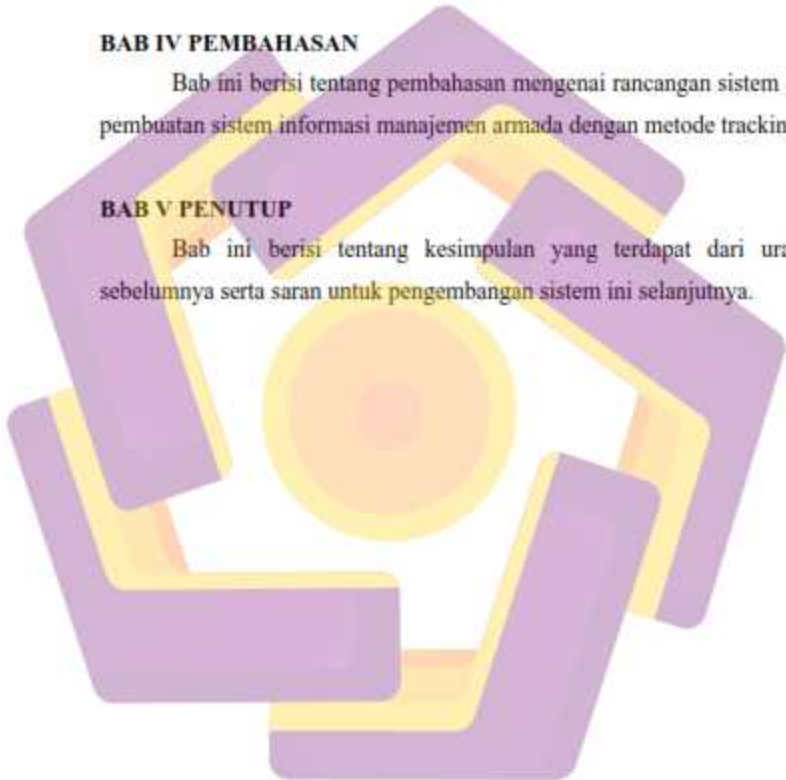 BAB IV PEMBAHASAN
Bab ini berisi tentang pembahasan mengenai rancangan sistem
pembuatan sistem informasi manajemen armada dengan metode trackin
BAB V PENUTUP
Bab ini berisi tentang kesimpulan yang terdapat dari ura
sebelumnya serta saran untuk pengembangan sistem ini selanjutnya.